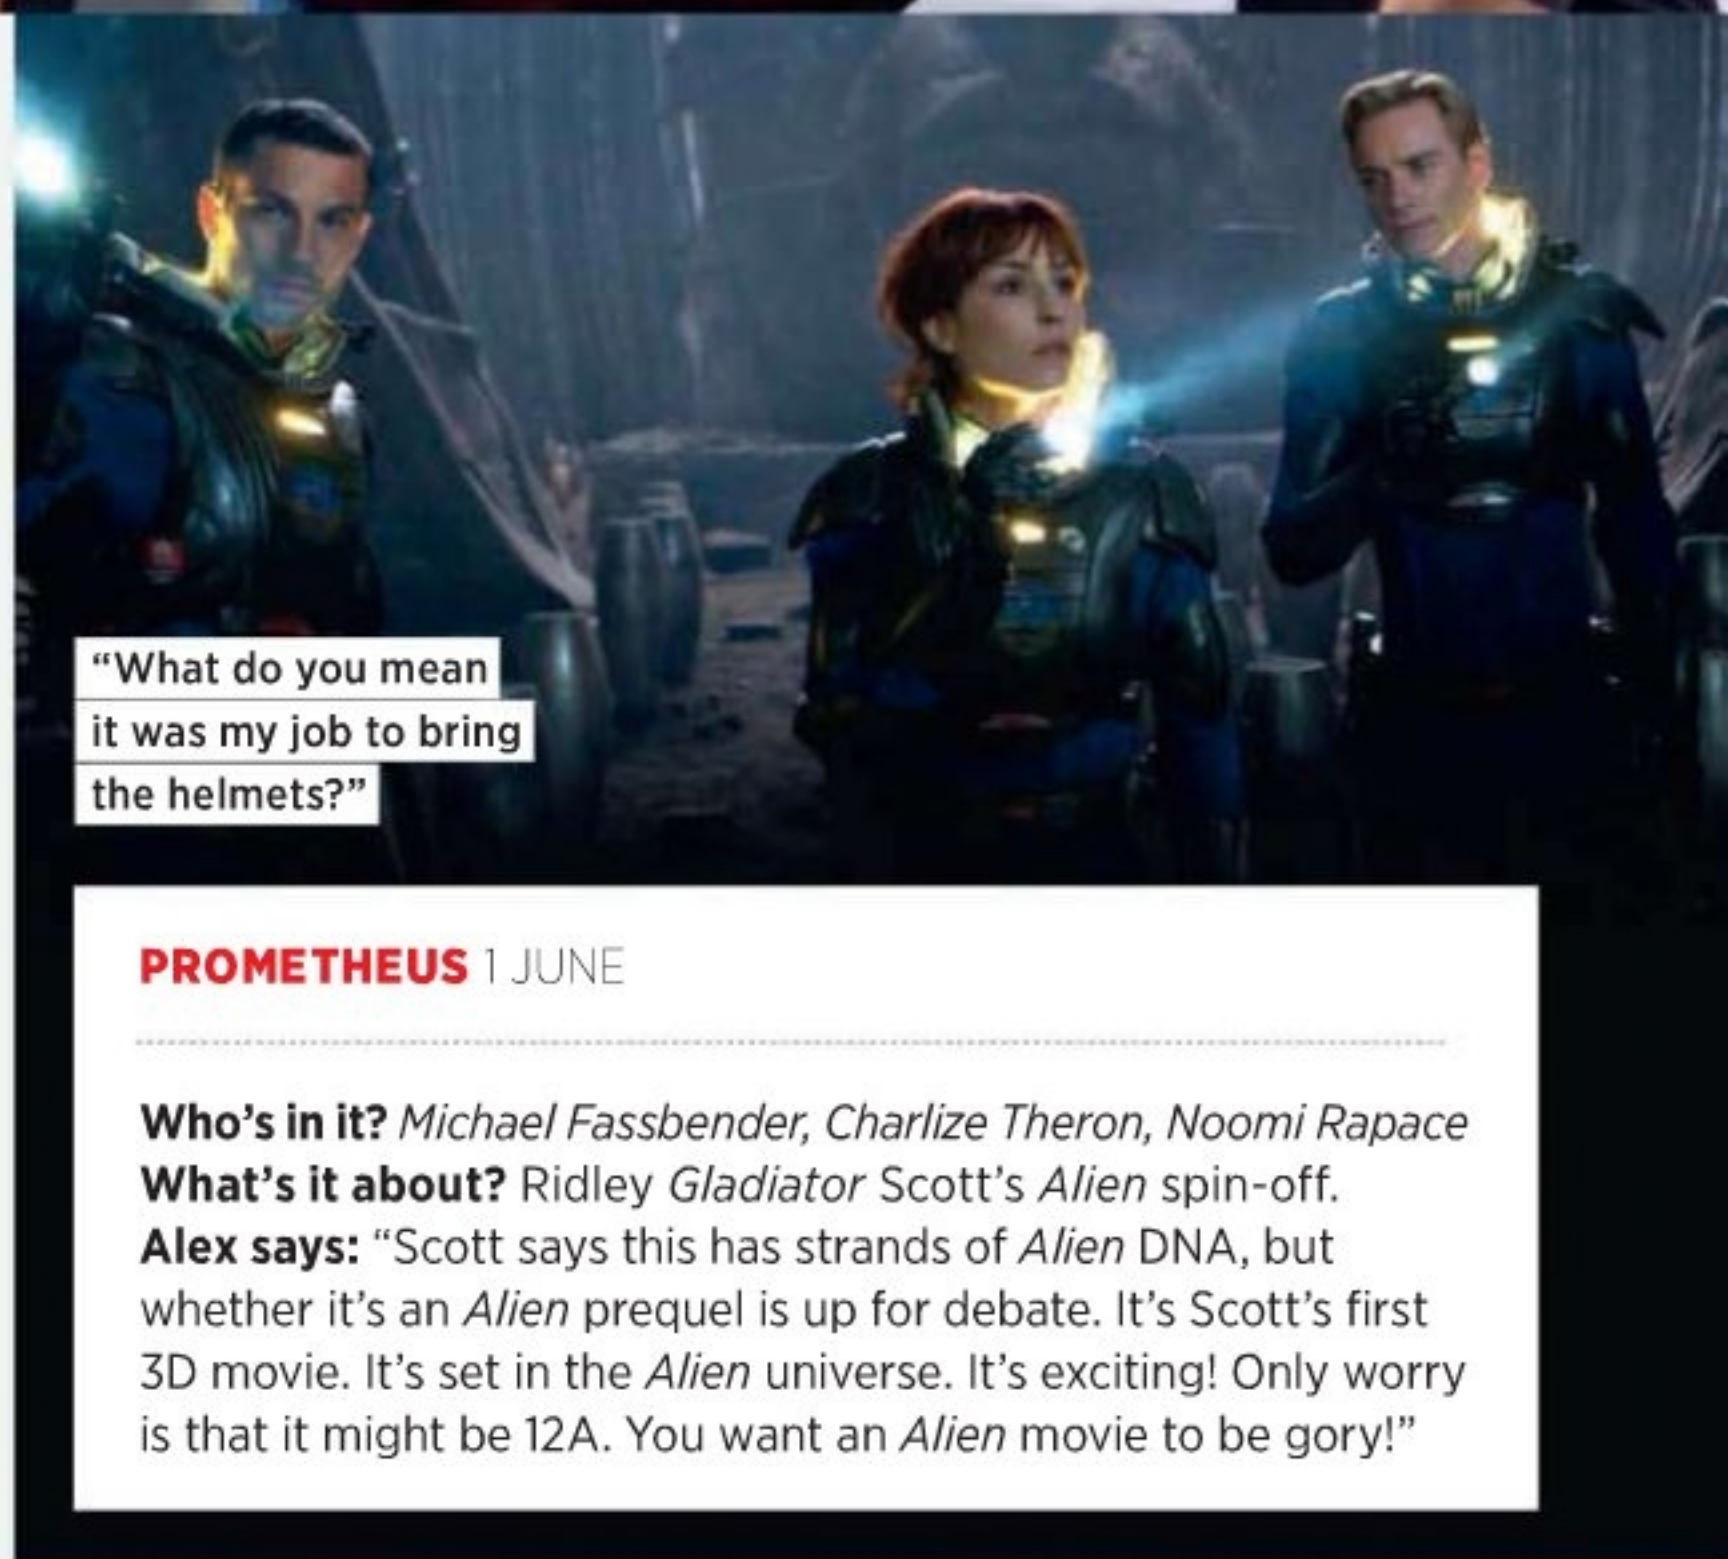 “What do you mean
it was my job to bring
the helmets?”
PROMETHEUS 1 JUNE
Who’s in it? Michael Fassbender, Charlize Theron, Noomi Rapace
What’s it about? Ridley Gladiator Scott’s Alien spin-off.
Alex says: “Scott says this has strands of Alien DNA, but
whether it’s an Alien prequel is up for debate. It’s Scott’s first
3D movie. It’s set in the Alien universe. It’s exciting! Only worry
is that it might be 12A. You want an Alien movie to be gory!”